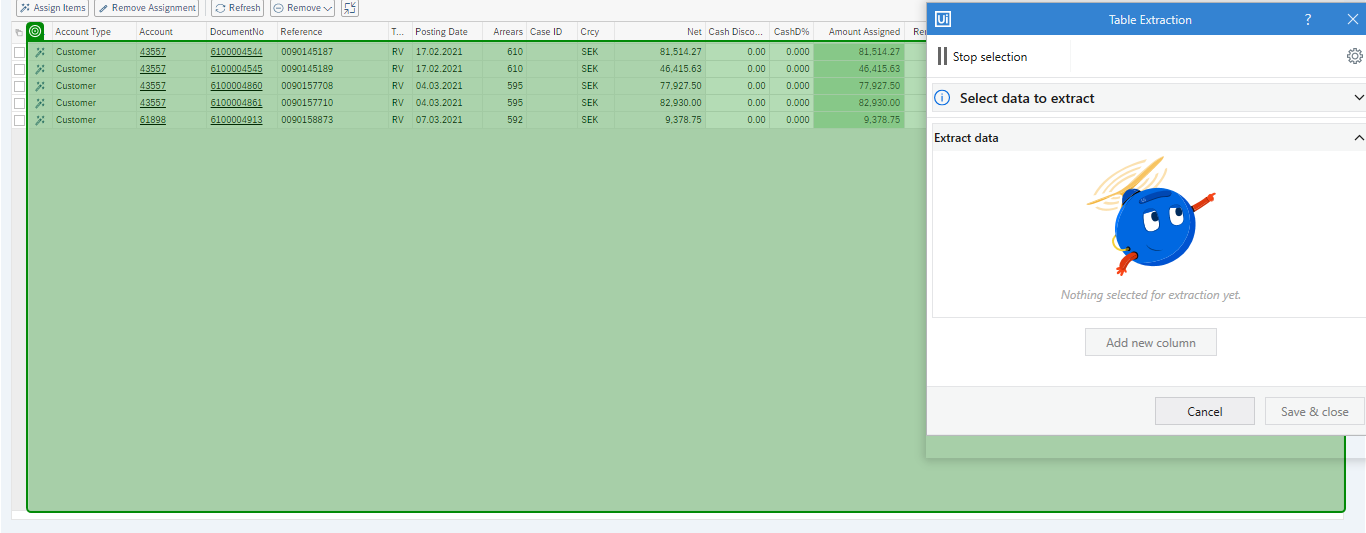 Assign Items Remove Assignment Refresh Remove
Account Type Account DocumentNo Reference T... Posting Date Arrears Case ID Crcy Net Cash Disco... CashD% Amount Assigned
Customer 43557 6100004544 0090145187 RV 17.02.2021 610 SEK 81,514.27 0.00 0.000 81,514.27
Customer 43557 6100004545 0090145189 RV 17.02.2021 610 SEK 46,415.63 0.00 0.000 46,415.63
Customer 43557 6100004860 0090157708 RV 04.03.2021 595 SEK 77,927.50 0.00 0.000 77,927.50
Customer 43557 6100004861 0090157710 RV 04.03.2021 595 SEK 82,930.00 0.00 0.000 82,930.00
Customer 61898 6100004913 0090158873 RV 07.03.2021 592 SEK 9,378.75 0.00 0.000 9,378.75
Ui Table Extraction ?
Stop selection
Select data to extract
Extract data
Nothing selected for extraction yet.
Add new column
Cancel Save & close